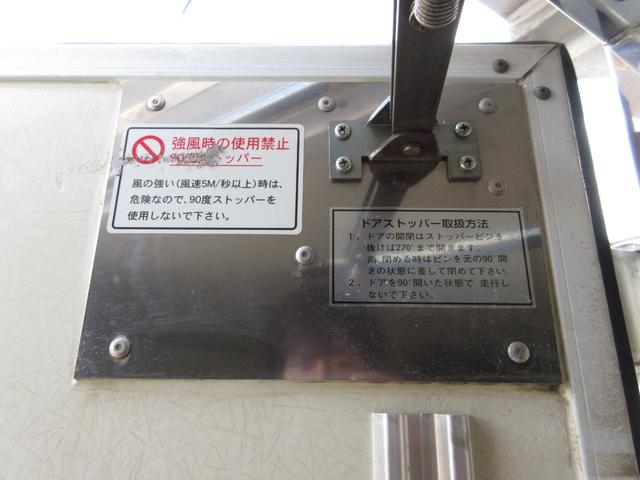 強風時の使用禁止
90度ストッパー
風の強い(風速5M/秒以上)時は、
危険なので、90度ストッパーを
使用しないで下さい。
ドアストッパー取扱方法
1. ドアの開閉はストッパーピンを
抜けば270°まで開きます。
尚 閉める時はピンを元の90°開
きの状態に差して閉めて下さい。
2. ドアを90°開いた状態で 走行し
ないで下さい。